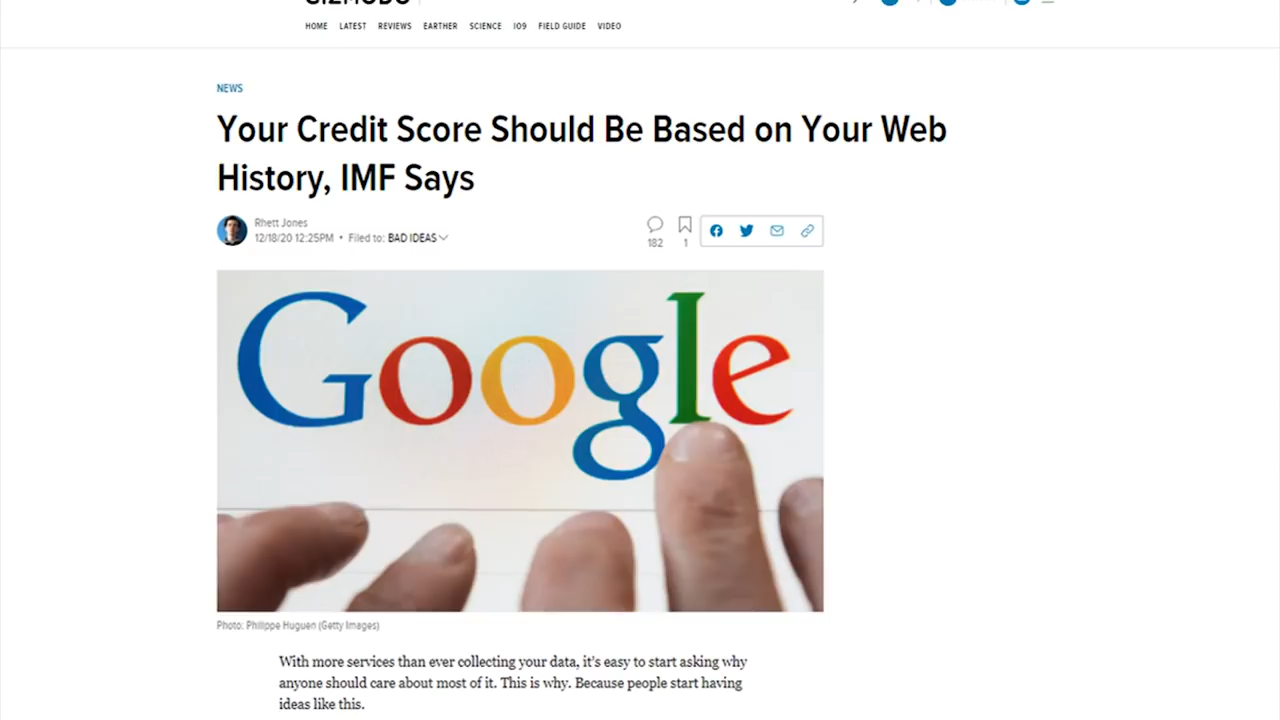 GIZMODO
HOME LATEST REVIEWS EARTHER SCIENCE IO9 FIELD GUIDE VIDEO
NEWS
Your Credit Score Should Be Based on Your Web
History, IMF Says
Rhett Jones
12/18/20 12:25PM • Filed to: BAD IDEAS
182
1
Google
Photo: Philippe Huguen (Getty Images)
With more services than ever collecting your data, it's easy to start asking why
anyone should care about most of it. This is why. Because people start having
ideas like this.